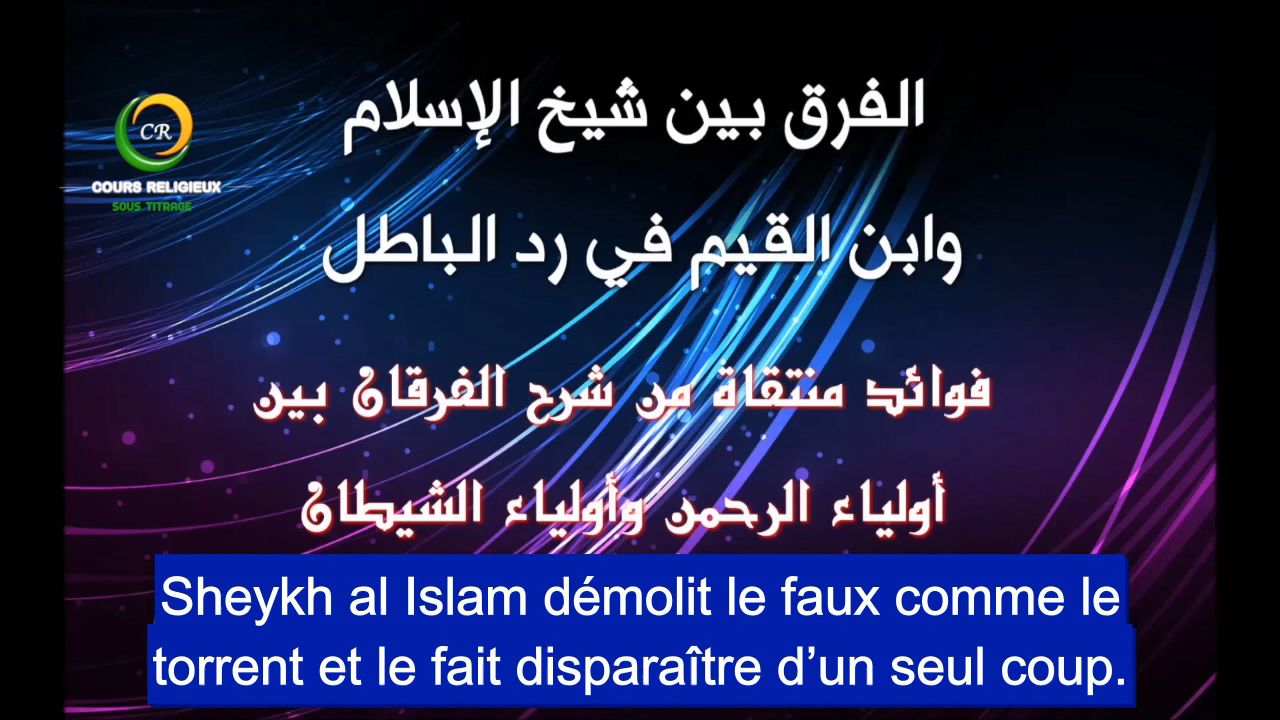 الفرق بين شيخ الإسلام
CR
COURS RELIGIEUX
SOUS TITRAGE
وابن القيم في رد الباطل
فوائد منتقاة من شرح الفرقان بين
أولياء الرحمن وأولياء الشيطان
Sheykh al Islam démolit le faux comme le
torrent et le fait disparaître d’un seul coup.